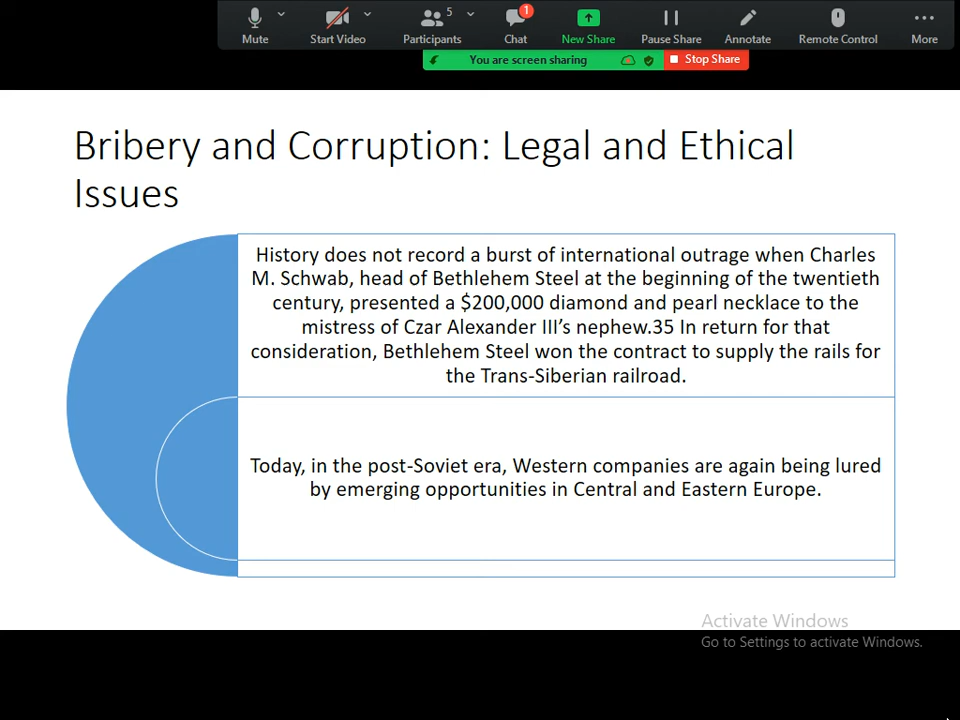 5
1
Mute
Start Video
Participants
Chat
New Share
Pause Share
Annotate
Remote Control
More
You are screen sharing
Stop Share
Bribery and Corruption: Legal and Ethical
Issues
History does not record a burst of international outrage when Charles
M. Schwab, head of Bethlehem Steel at the beginning of the twentieth
century, presented a $200,000 diamond and pearl necklace to the
mistress of Czar Alexander III’s nephew.35 In return for that
consideration, Bethlehem Steel won the contract to supply the rails for
the Trans-Siberian railroad.
Today, in the post-Soviet era, Western companies are again being lured
by emerging opportunities in Central and Eastern Europe.
Activate Windows
Go to Settings to activate Windows.